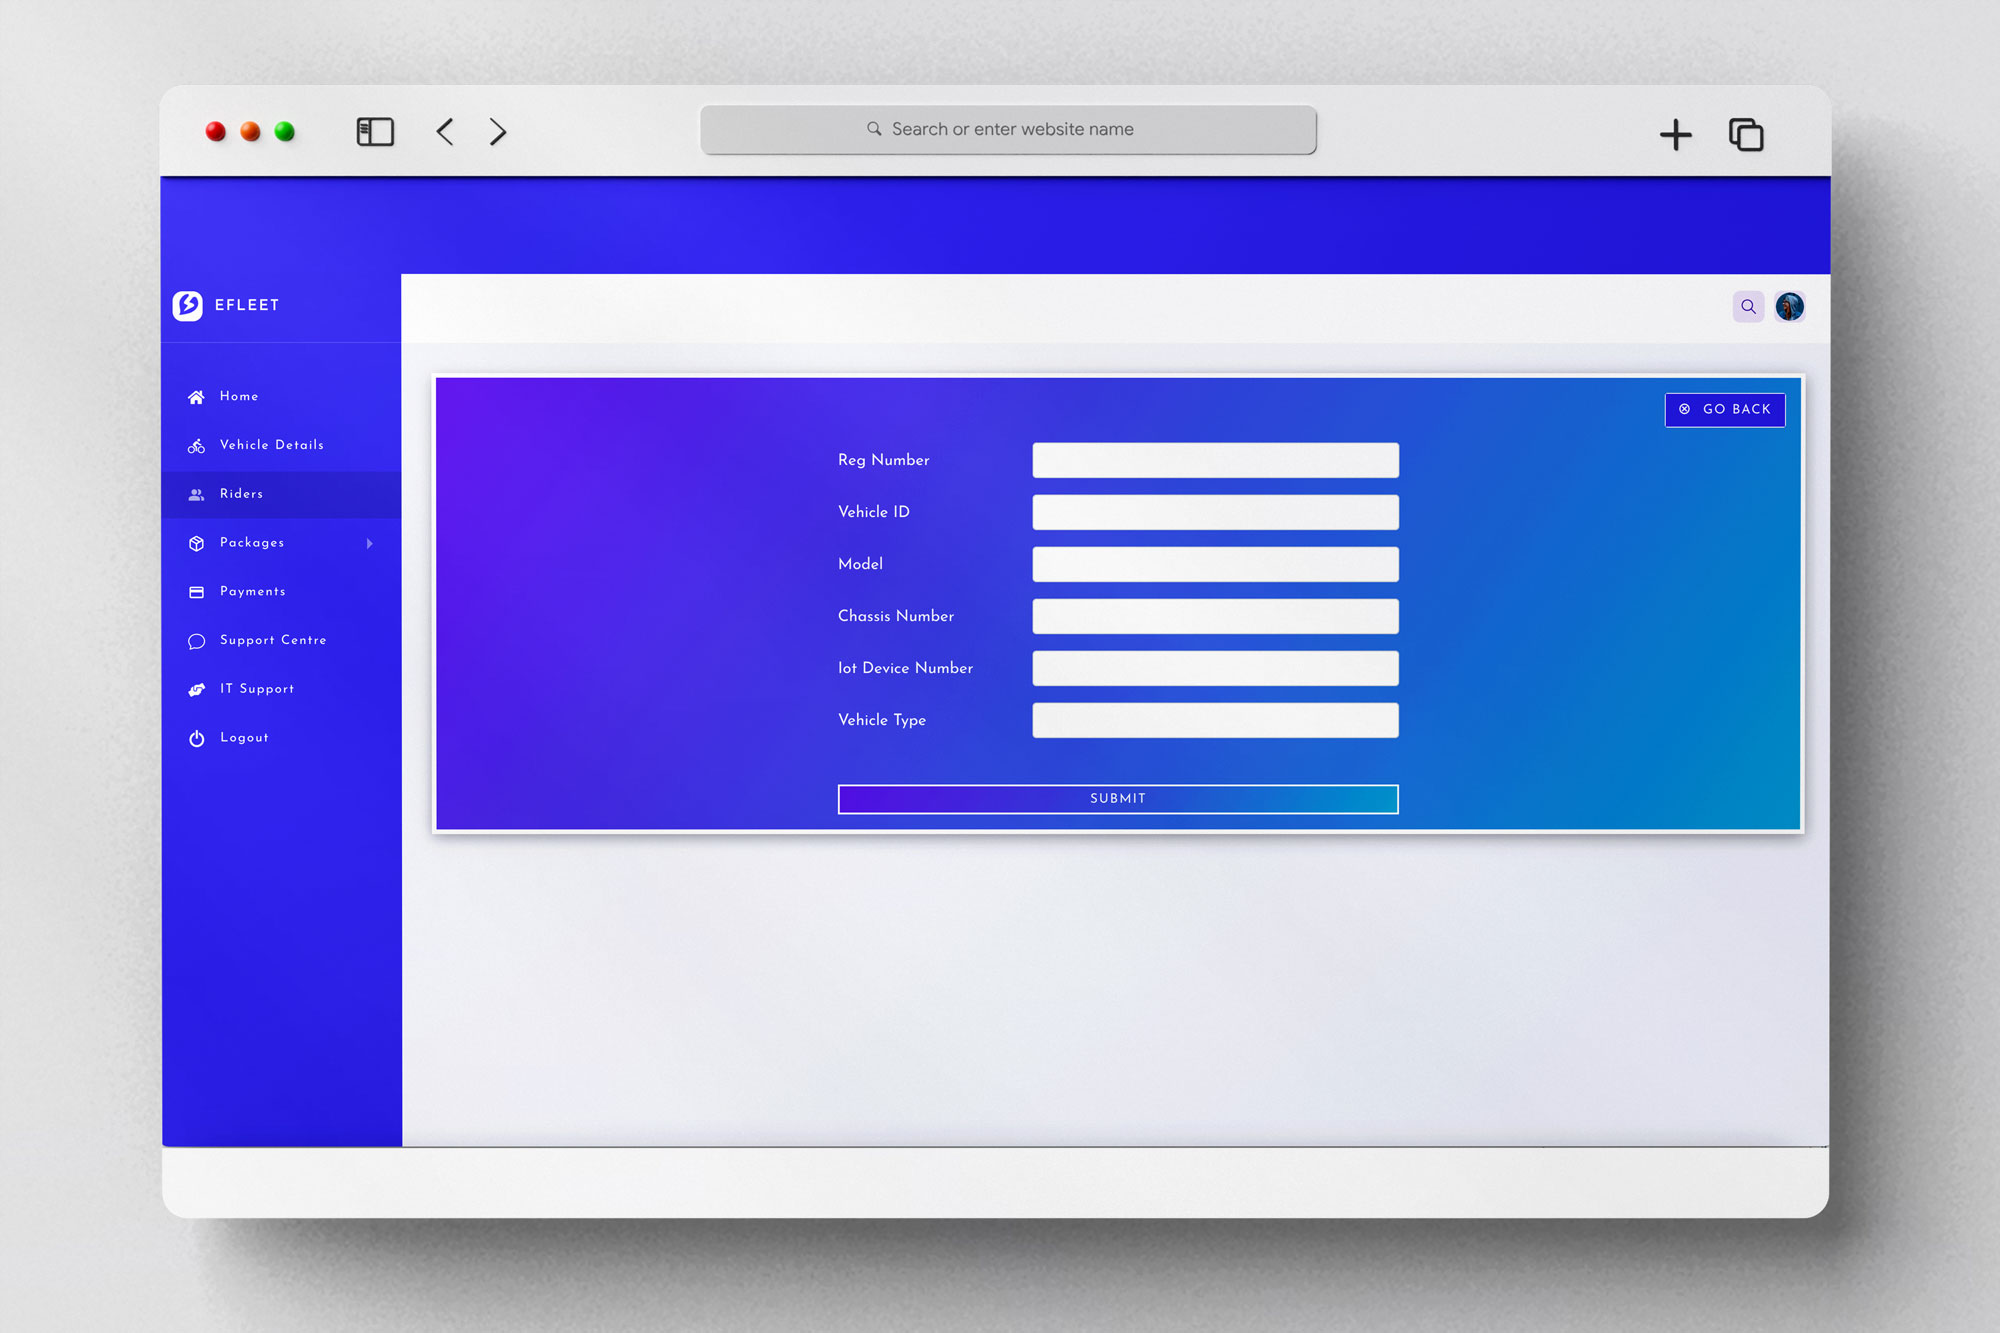 Search or enter website name
EFLEET
Home
Vehicle Details
Riders
Packages
Payments
Support Centre
IT Support
Logout
GO BACK
Reg Number
Vehicle ID
Model
Chassis Number
Iot Device Number
Vehicle Type
SUBMIT